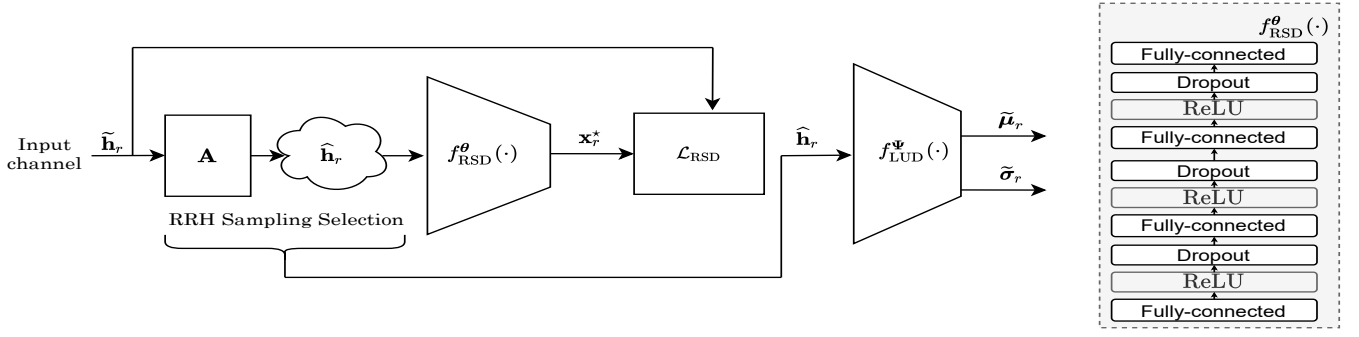 Input
channel
h̃_r
A
ĥ_r
f^θ_RSD(·)
x^⋆_r
ℒ_RSD
ĥ_r
f^Ψ_LUD(·)
μ̃_r
σ̃_r
RRH Sampling Selection
f^θ_RSD(·)
Fully-connected
Dropout
ReLU
Fully-connected
Dropout
ReLU
Fully-connected
Dropout
ReLU
Fully-connected